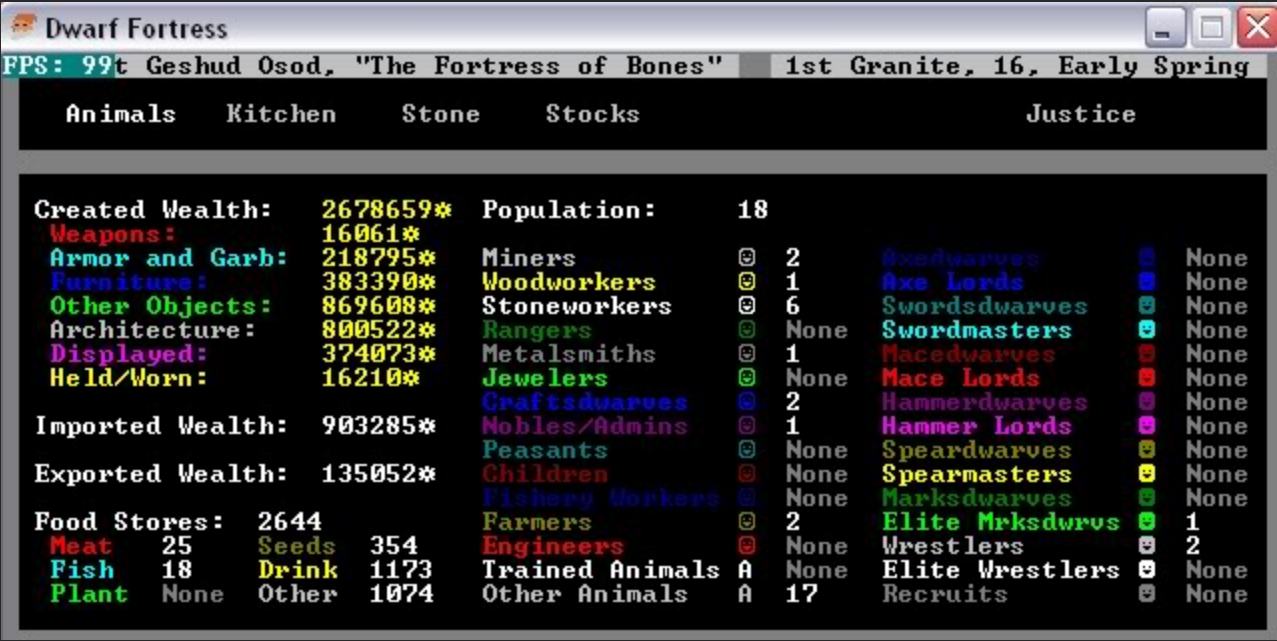 Dwarf Fortress
FPS: 99t Geshud Osod, "The Fortress of Bones" 1st Granite, 16, Early Spring
Animals Kitchen Stone Stocks Justice
Created Wealth: 2678659☼ Population: 18
Weapons: 16061☼
Armor and Garb: 218795☼ Miners ☺ 2 Axedwarves ☻ None
Furniture: 383390☼ Woodworkers ☺ 1 Axe Lords ☻ None
Other Objects: 869608☼ Stoneworkers ☺ 6 Swordsdwarves ☻ None
Architecture: 800522☼ Rangers ☺ None Swordmasters ☻ None
Displayed: 374073☼ Metalsmiths ☺ 1 Macedwarves ☻ None
Held/Worn: 16210☼ Jewelers ☺ None Mace Lords ☻ None
Craftsdwarves ☺ 2 Hammerdwarves ☻ None
Imported Wealth: 903285☼ Nobles/Admins ☺ 1 Hammer Lords ☻ None
Peasants ☺ None Speardwarves ☻ None
Exported Wealth: 135052☼ Children ☺ None Spearmasters ☻ None
Fishery Workers ☺ None Marksdwarves ☻ None
Food Stores: 2644 Farmers ☺ 2 Elite Mrksdwrvs ☻ 1
Meat 25 Seeds 354 Engineers ☺ None Wrestlers ☻ 2
Fish 18 Drink 1173 Trained Animals A None Elite Wrestlers ☻ None
Plant None Other 1074 Other Animals A 17 Recruits ☻ None